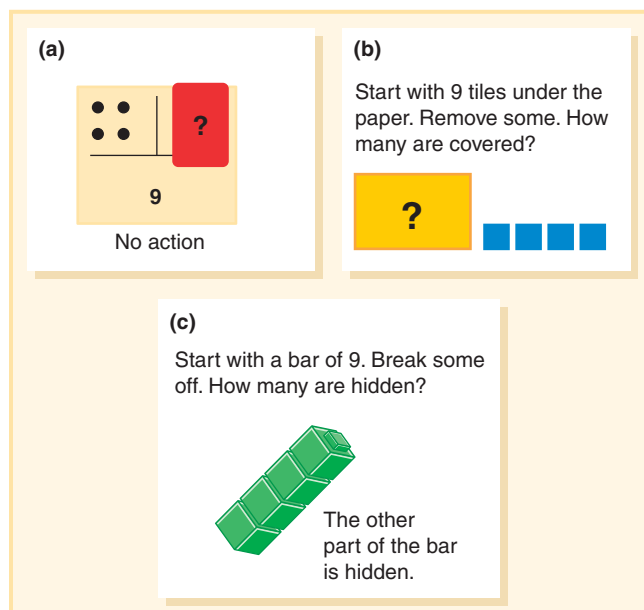 (a)
?
9
No action
(b)
Start with 9 tiles under the
paper. Remove some. How
many are covered?
?
(c)
Start with a bar of 9. Break some
off. How many are hidden?
The other
part of the bar
is hidden.